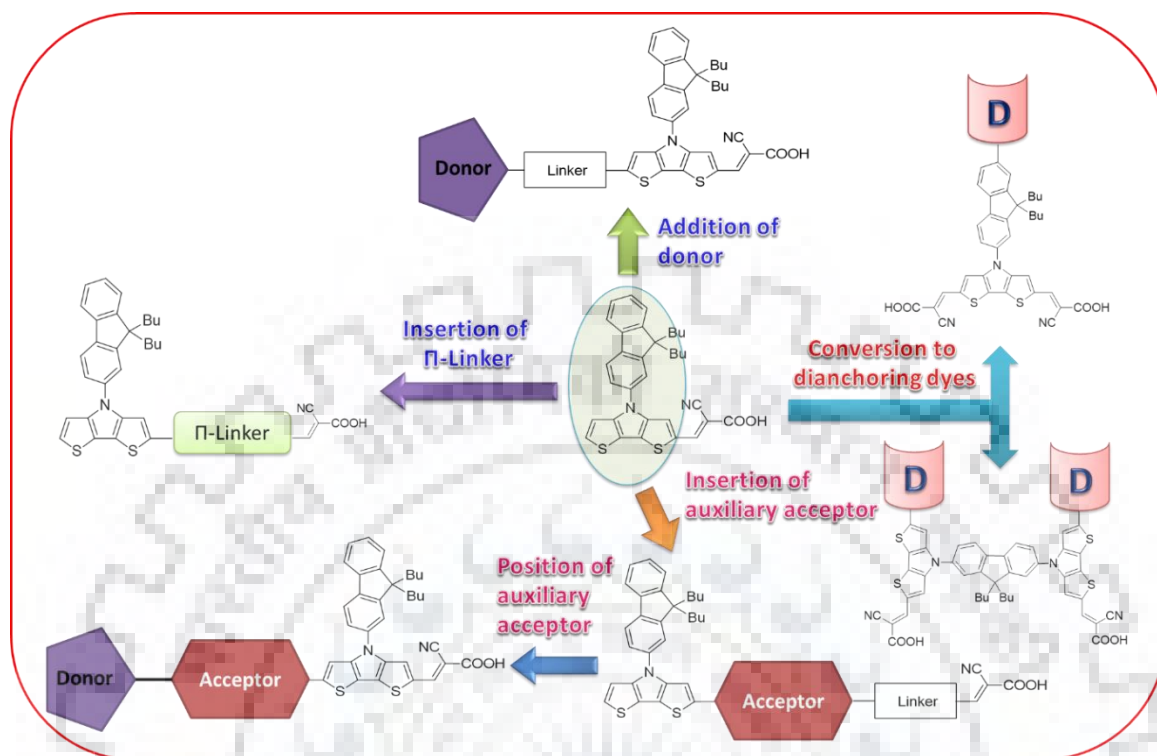 Bu
Bu
N
NC
COOH
S
S
Donor
Linker
D
Bu
Bu
N
HOOC
S
S
COOH
CN
CN
Addition of
donor
Bu
Bu
N
NC
COOH
S
S
Π-Linker
Insertion of
Π-Linker
Bu
Bu
N
NC
COOH
S
S
Conversion to
dianchoring dyes
Insertion of
auxiliary acceptor
D
D
S
S
N
N
S
S
Bu
Bu
NC
CN
COOH
COOH
Position of
auxiliary
acceptor
Bu
Bu
N
NC
COOH
S
S
Donor
Acceptor
Bu
Bu
N
S
S
Acceptor
Linker
NC
COOH